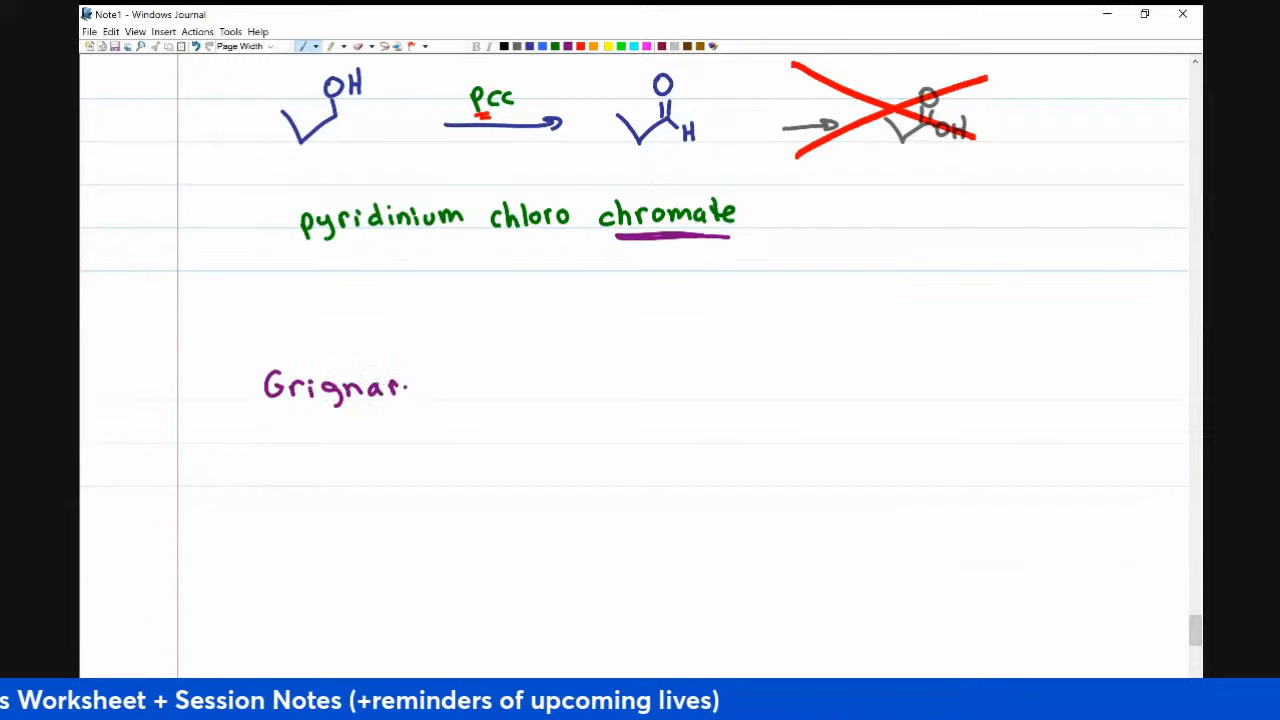 Note1 - Windows Journal
File Edit View Insert Actions Tools Help
Page Width
B I
OH
PCC
O
H
O
OH
pyridinium chloro chromate
Grignar
s Worksheet + Session Notes (+reminders of upcoming lives)